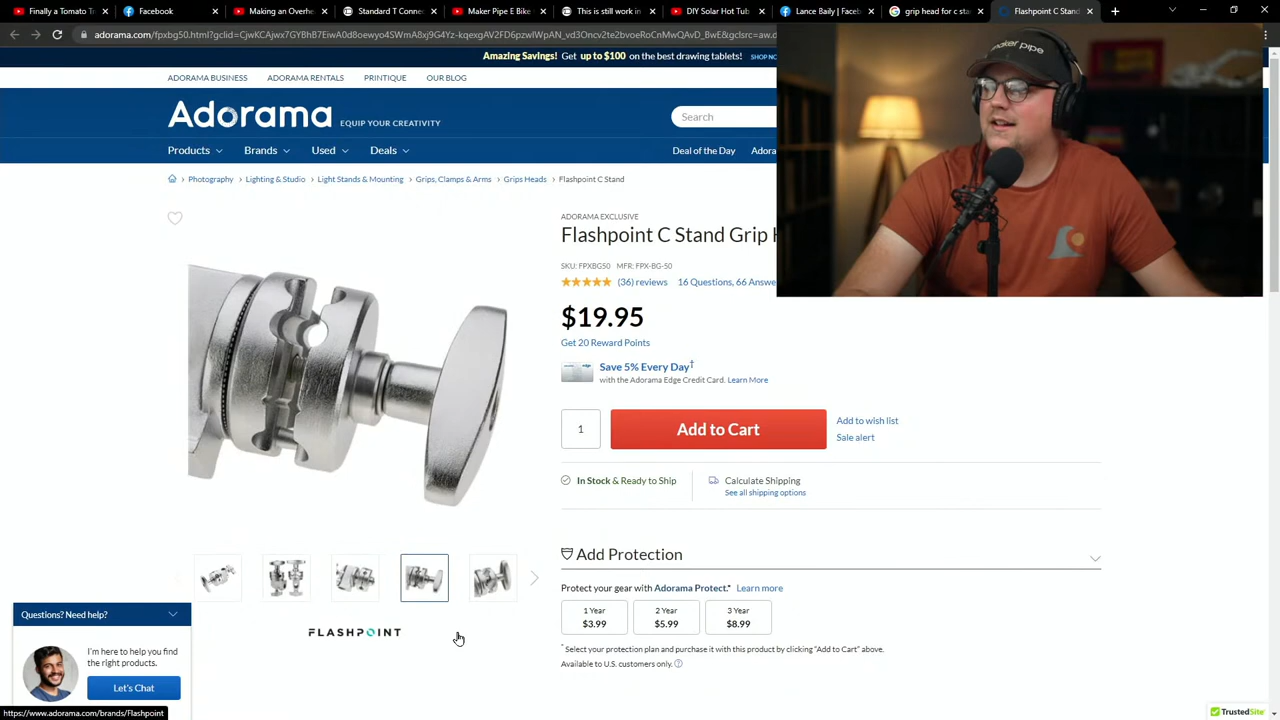 Finally a Tomato Tr
Facebook
Making an Overhe
Standard T Connec
Maker Pipe E Bike
This is still work in
DIY Solar Hot Tub
Lance Baily | Faceb
grip head for c sta
Flashpoint C Stand
adorama.com/fpxbg50.html?gclid=
Amazing Savings! Get up to $100 on the best drawing tablets! SHOP NO
ADORAMA BUSINESS
ADORAMA RENTALS
PRINTIQUE
OUR BLOG
Adorama EQUIP YOUR CREATIVITY
Search
Products
Brands
Used
Deals
Deal of the Day
Adora
Photography > Lighting & Studio > Light Stands & Mounting > Grips, Clamps & Arms > Grips Heads > Flashpoint C Stand
ADORAMA EXCLUSIVE
Flashpoint C Stand Grip
SKU: FPXBG50 MFR: FPX-BG-50
(36) reviews 16 Questions, 66 Answe
$19.95
Get 20 Reward Points
Save 5% Every Day†
with the Adorama Edge Credit Card. Learn More
1
Add to Cart
Add to wish list
Sale alert
In Stock & Ready to Ship
Calculate Shipping
See all shipping options
Add Protection
Protect your gear with Adorama Protect.* Learn more
1 Year
$3.99
2 Year
$5.99
3 Year
$8.99
* Select your protection plan and purchase it with this product by clicking “Add to Cart” above.
Available to U.S. customers only.
FLASHPOINT
Questions? Need help?
I'm here to help you find
the right products.
Let's Chat
https://www.adorama.com/brands/Flashpoint
TrustedSite
maker pipe